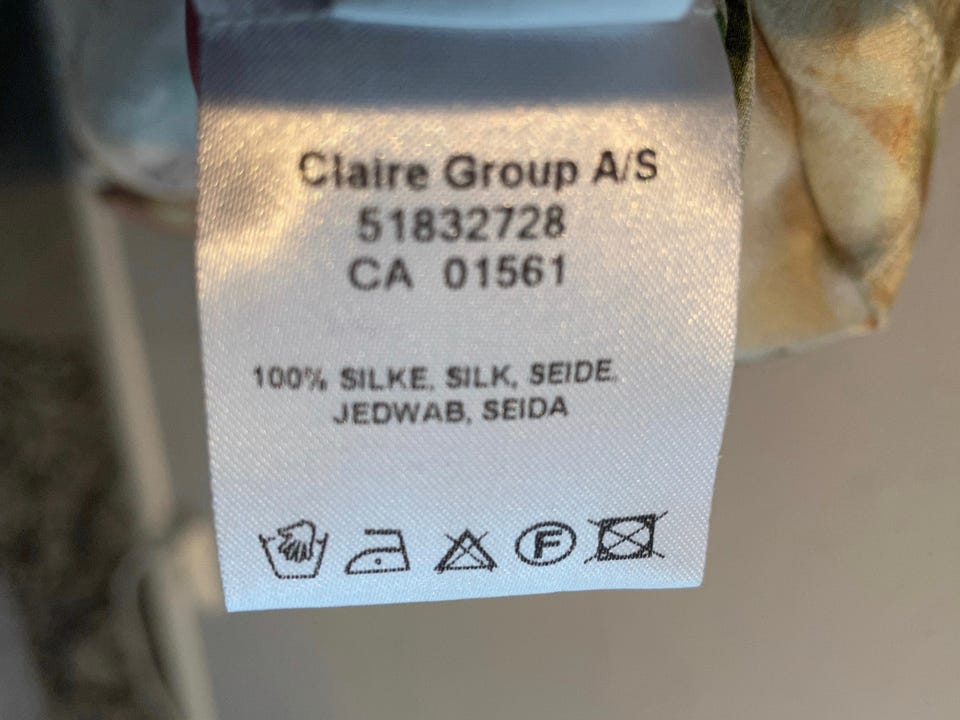 Claire Group A/S
51832728
CA 01561
100% SILKE, SILK, SEIDE,
JEDWAB, SEIDA
F